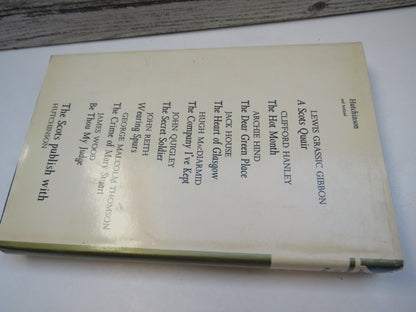 LEWIS GRASSIC GIBBON
A Scots Quair
CLIFFORD HANLEY
The Hot Month
ARCHIE HIND
The Dear Green Place
JACK HOUSE
The Heart of Glasgow
HUGH MacDIARMID
The Company I've Kept
JOHN QUIGLEY
The Secret Soldier
JOHN REITH
Wearing Spurs
GEORGE MALCOLM THOMSON
The Crime of Mary Stuart
JAMES WOOD
Be Thou My Judge
The Scots publish with
HUTCHINSON
Hutchinson